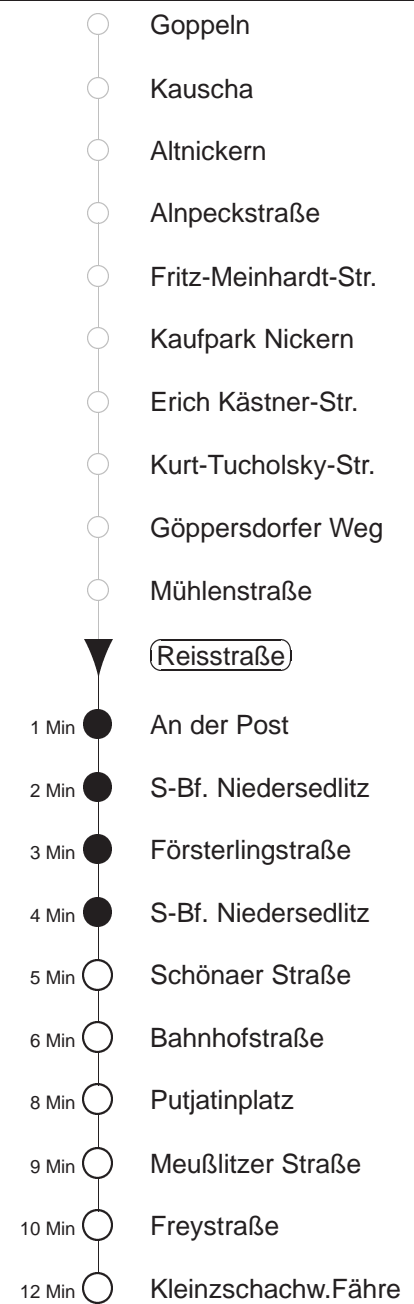 Goppeln
Kauscha
Altnickern
Alnpeckstraße
Fritz-Meinhardt-Str.
Kaufpark Nickern
Erich Kästner-Str.
Kurt-Tucholsky-Str.
Göppersdorfer Weg
Mühlenstraße
Reisstraße
1 Min An der Post
2 Min S-Bf. Niedersedlitz
3 Min Försterlingstraße
4 Min S-Bf. Niedersedlitz
5 Min Schönaer Straße
6 Min Bahnhofstraße
8 Min Putjatinplatz
9 Min Meußlitzer Straße
10 Min Freystraße
12 Min Kleinzschachw.Fähre